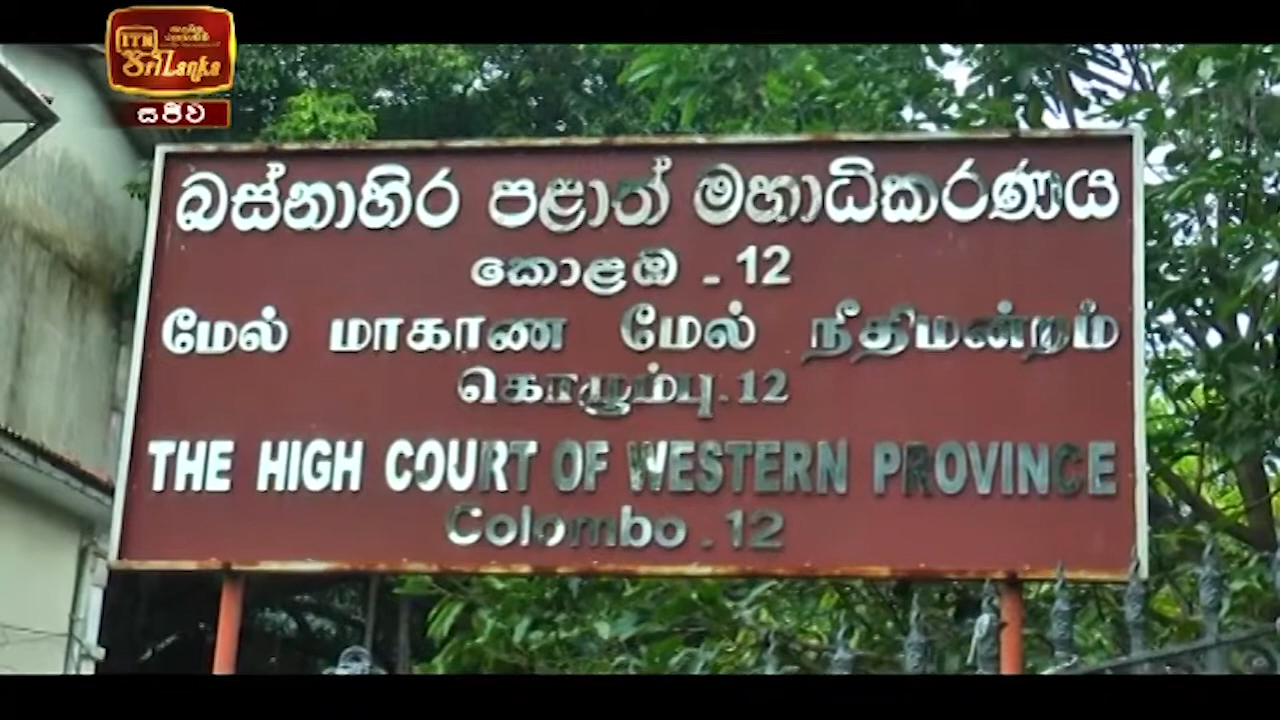 ITN
Sri Lanka
සජීව
බස්නාහිර පළාත් මහාධිකරණය
කොළඹ - 12
மேல் மாகாண மேல் நீதிமன்றம்
கொழும்பு.12
THE HIGH COURT OF WESTERN PROVINCE
Colombo . 12